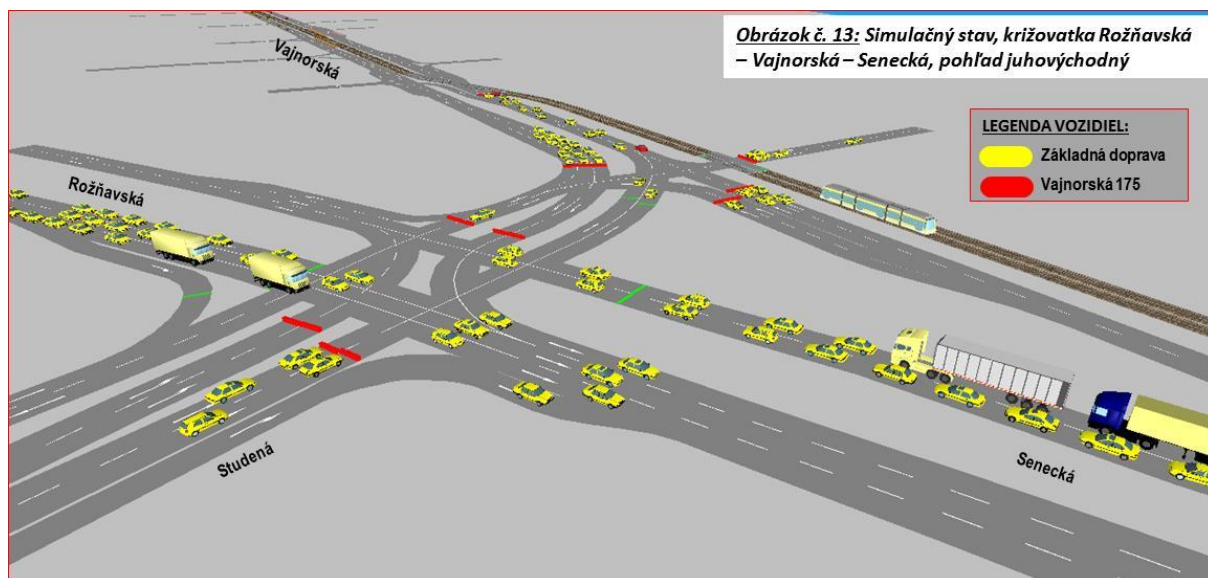 Obrázok č. 13: Simulačný stav, križovatka Rožňavská
– Vajnorská – Senecká, pohľad juhovýchodný
Vajnorská
LEGENDA VOZIDIEL:
Základná doprava
Vajnorská 175
Rožňavská
Studená
Senecká